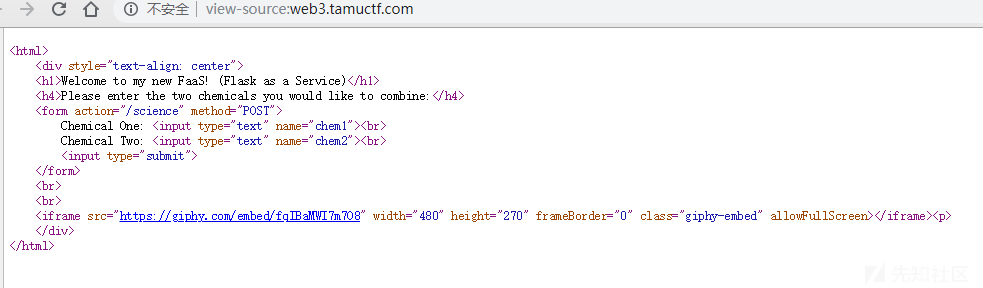 不安全 view-source:web3.tamuctf.com
<html>
<div style="text-align: center">
<h1>Welcome to my new FaaS! (Flask as a Service)</h1>
<h4>Please enter the two chemicals you would like to combine:</h4>
<form action="/science" method="POST">
Chemical One: <input type="text" name="chem1"><br>
Chemical Two: <input type="text" name="chem2"><br>
<input type="submit">
</form>
<br>
<br>
<iframe src="https://giphy.com/embed/fqIBaMWI7m7O8" width="480" height="270" frameBorder="0" class="giphy-embed" allowFullScreen></iframe><p>
</div>
</html>
先知社区